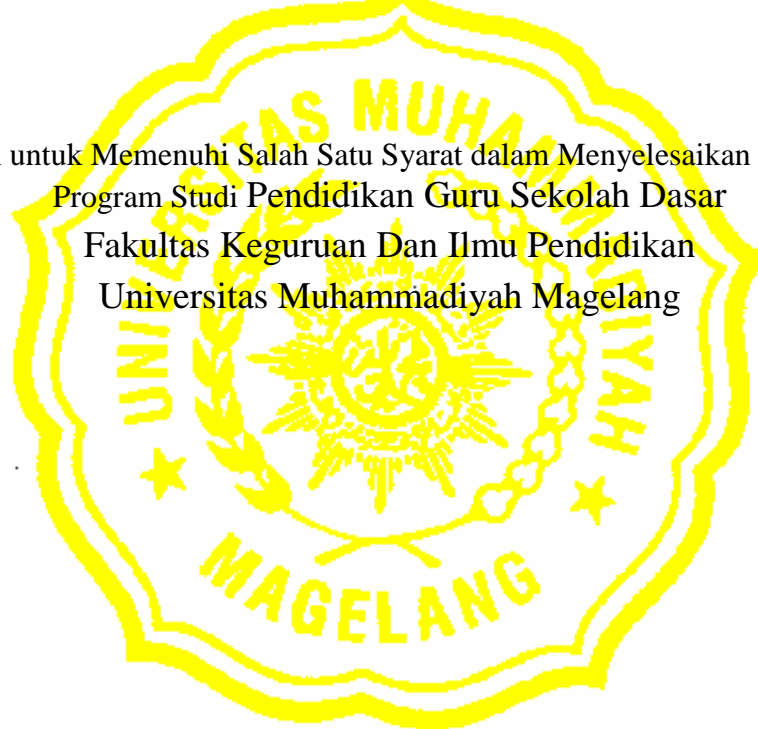 untuk Memenuhi Salah Satu Syarat dalam Menyelesaikan
Program Studi Pendidikan Guru Sekolah Dasar
Fakultas Keguruan Dan Ilmu Pendidikan
Universitas Muhammadiyah Magelang
UNIVERSITAS MUHAMMADIYAH
MAGELANG